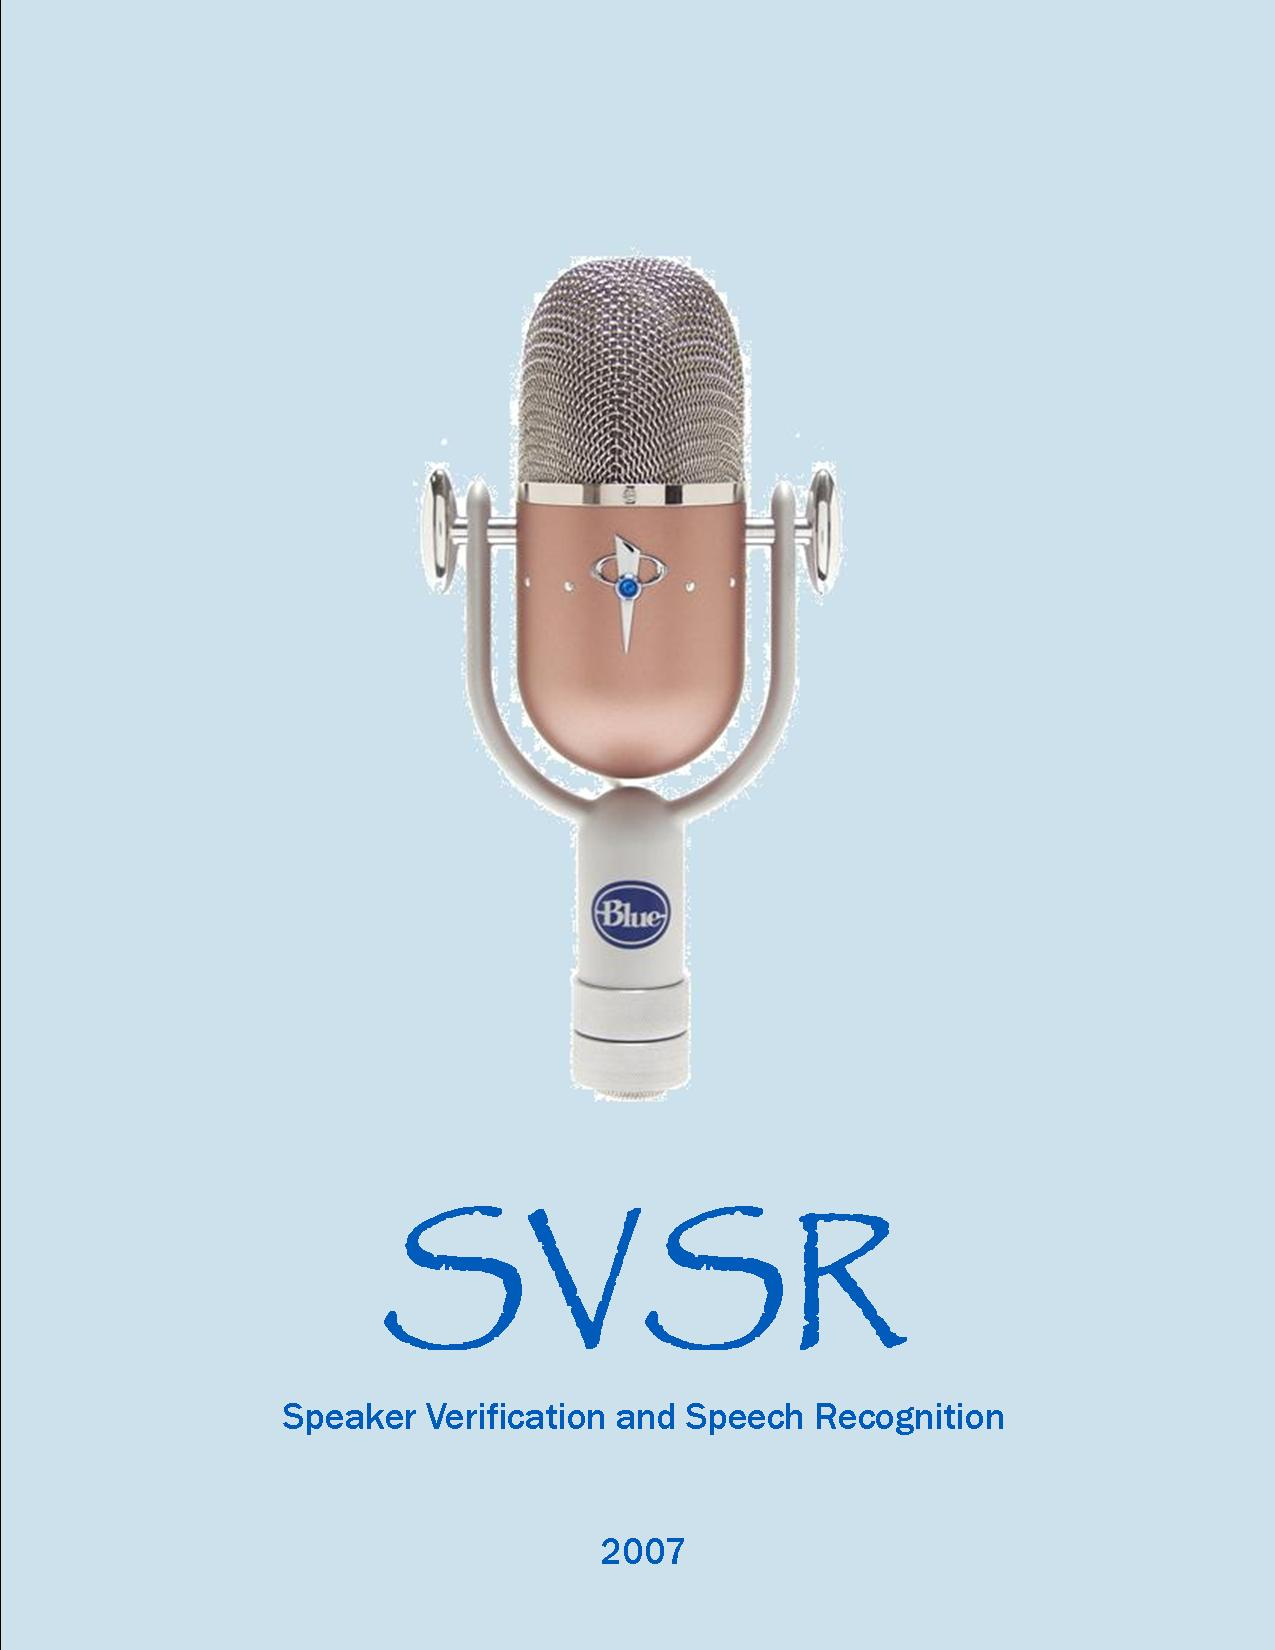 Blue
SVSR
Speaker Verification and Speech Recognition
2007